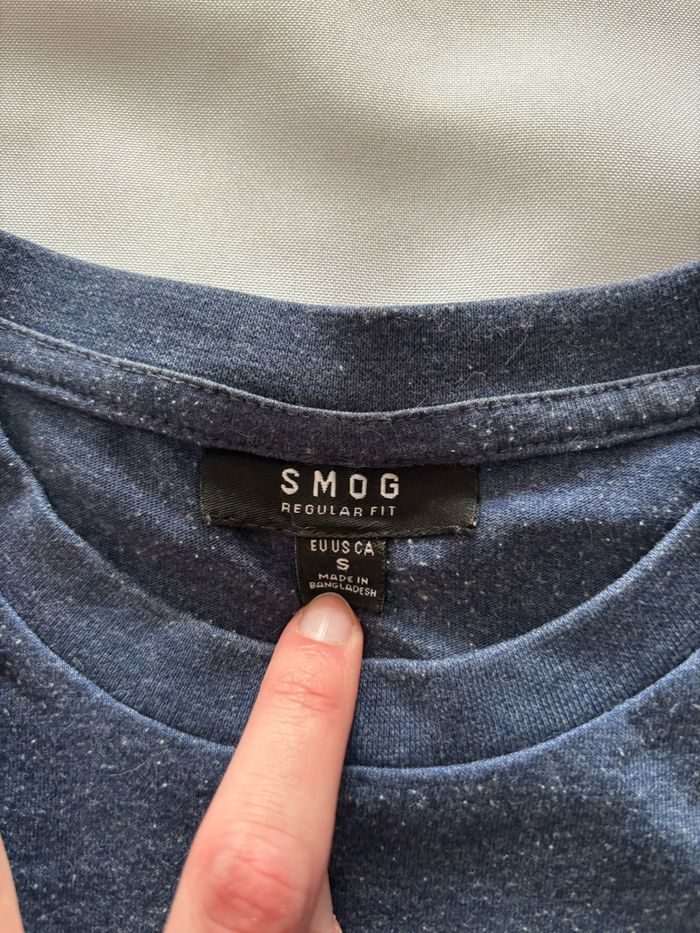 SMOG
REGULAR FIT
EU US CA
S
MADE IN
BANGLADESH